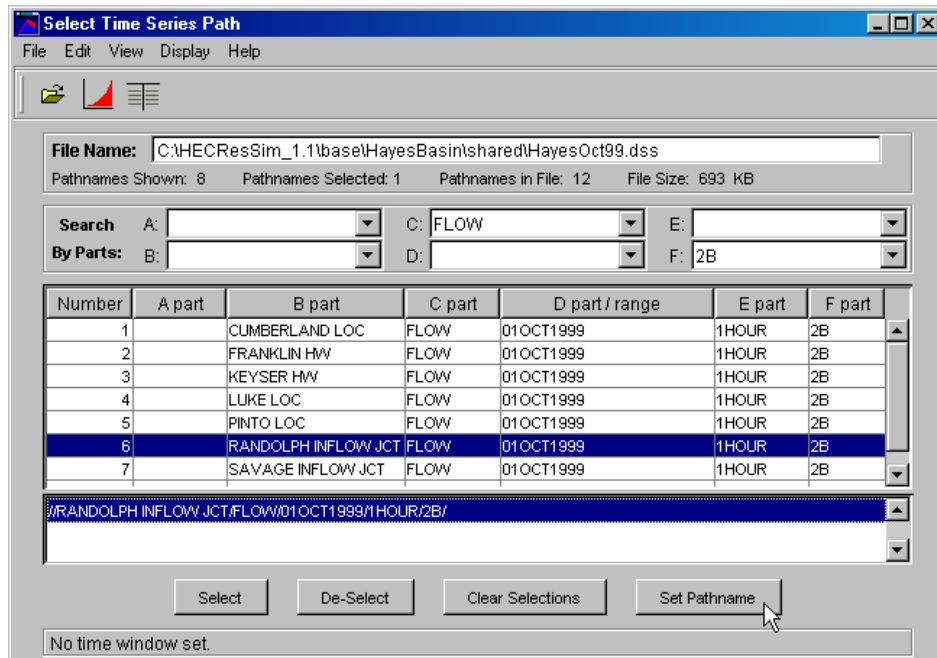 Select Time Series Path
File Edit View Display Help
File Name: C:\HECResSim_1.1\base\HayesBasin\shared\HayesOct99.dss
Pathnames Shown: 8 Pathnames Selected: 1 Pathnames in File: 12 File Size: 693 KB
Search A: C: FLOW E:
By Parts: B: D: F: 2B
Number A part B part C part D part / range E part F part
1 CUMBERLAND LOC FLOW 01OCT1999 1HOUR 2B
2 FRANKLIN HW FLOW 01OCT1999 1HOUR 2B
3 KEYSER HW FLOW 01OCT1999 1HOUR 2B
4 LUKE LOC FLOW 01OCT1999 1HOUR 2B
5 PINTO LOC FLOW 01OCT1999 1HOUR 2B
6 RANDOLPH INFLOW JCT FLOW 01OCT1999 1HOUR 2B
7 SAVAGE INFLOW JCT FLOW 01OCT1999 1HOUR 2B
//RANDOLPH INFLOW JCT/FLOW/01OCT1999/1HOUR/2B/
Select De-Select Clear Selections Set Pathname
No time window set.